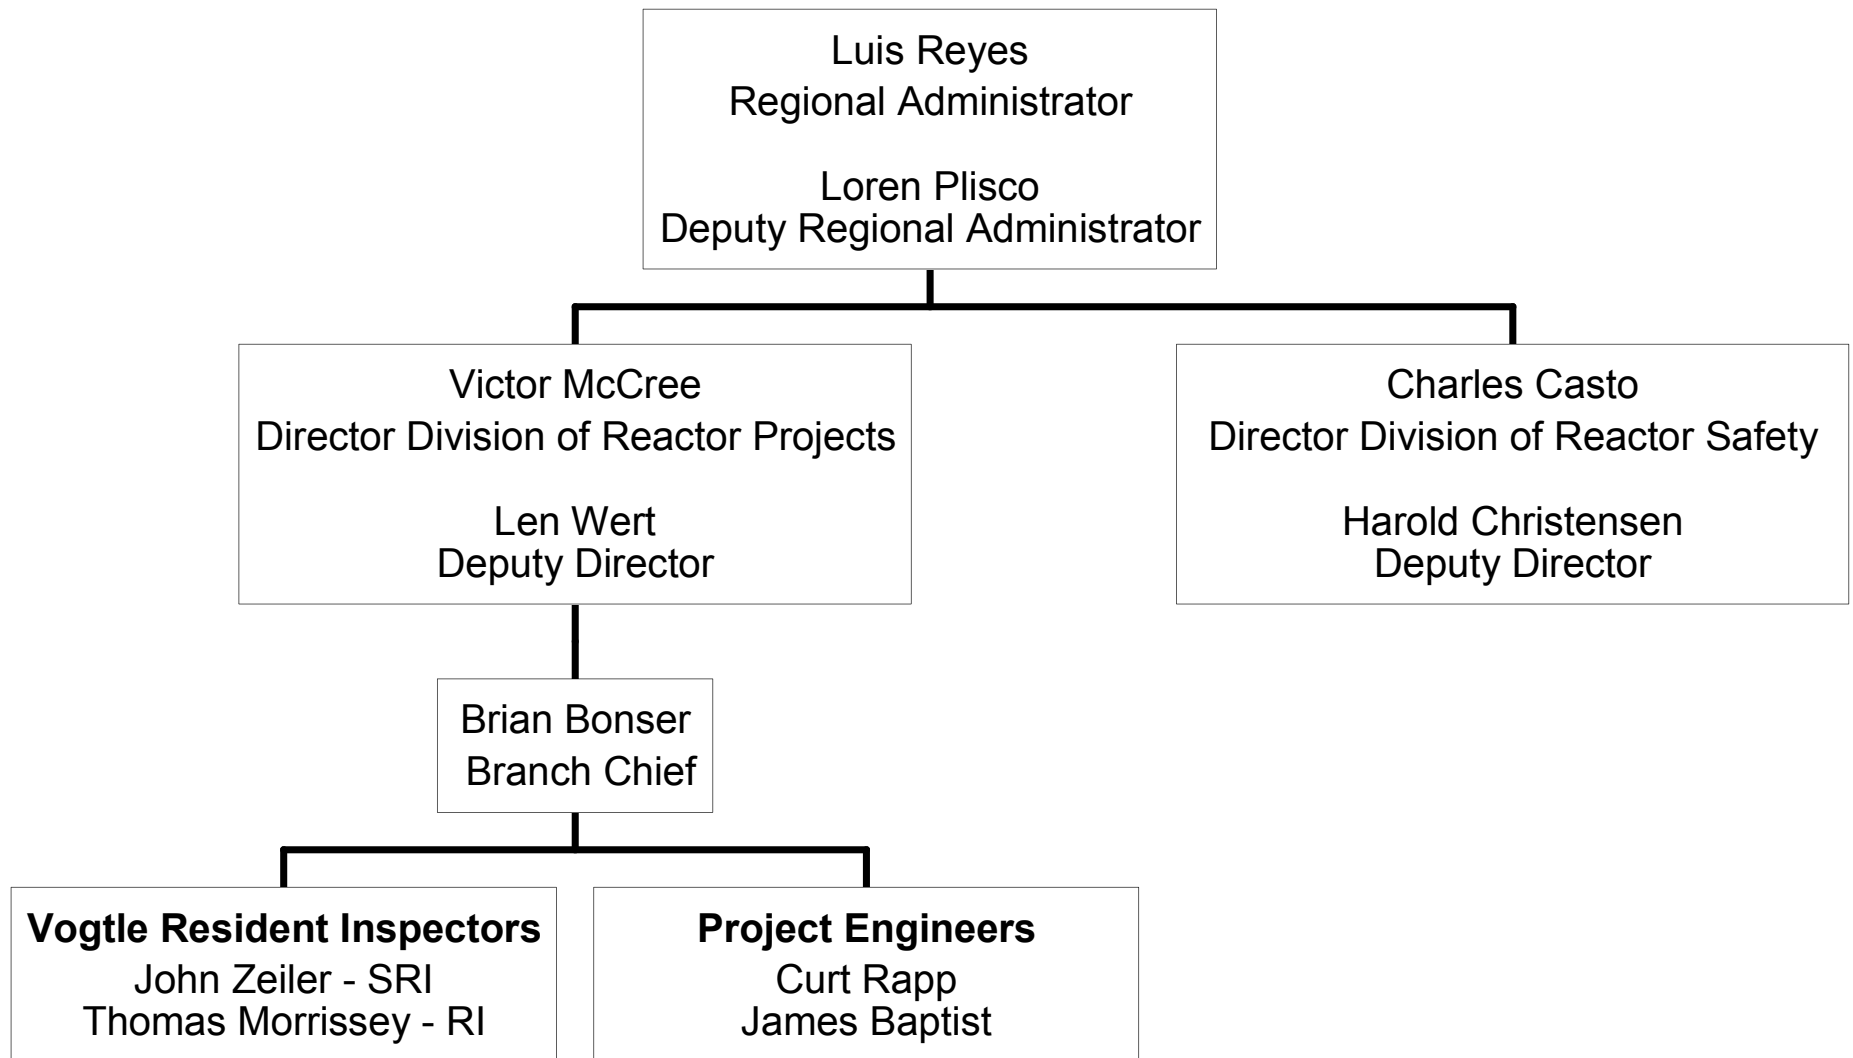 Luis Reyes
Regional Administrator
Loren Plisco
Deputy Regional Administrator
Victor McCree
Director Division of Reactor Projects
Len Wert
Deputy Director
Charles Casto
Director Division of Reactor Safety
Harold Christensen
Deputy Director
Brian Bonser
Branch Chief
Vogtle Resident Inspectors
John Zeiler - SRI
Thomas Morrissey - RI
Project Engineers
Curt Rapp
James Baptist